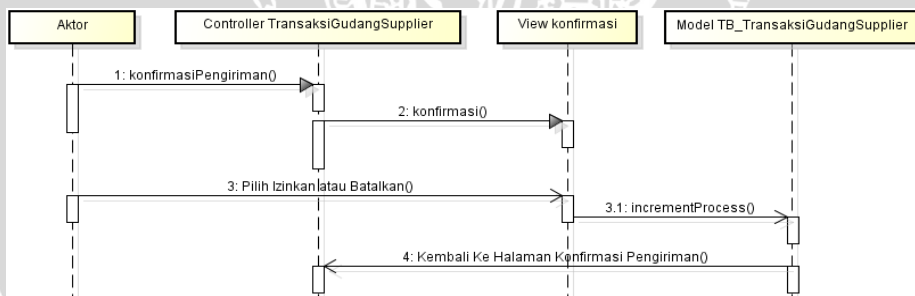 Aktor
Controller TransaksiGudangSupplier
View konfirmasi
Model TB_TransaksiGudangSupplier
1: konfirmasiPengiriman()
2: konfirmasi()
3: Pilih Izinkan atau Batalkan()
3.1: incrementProcess()
4: Kembali Ke Halaman Konfirmasi Pengiriman()